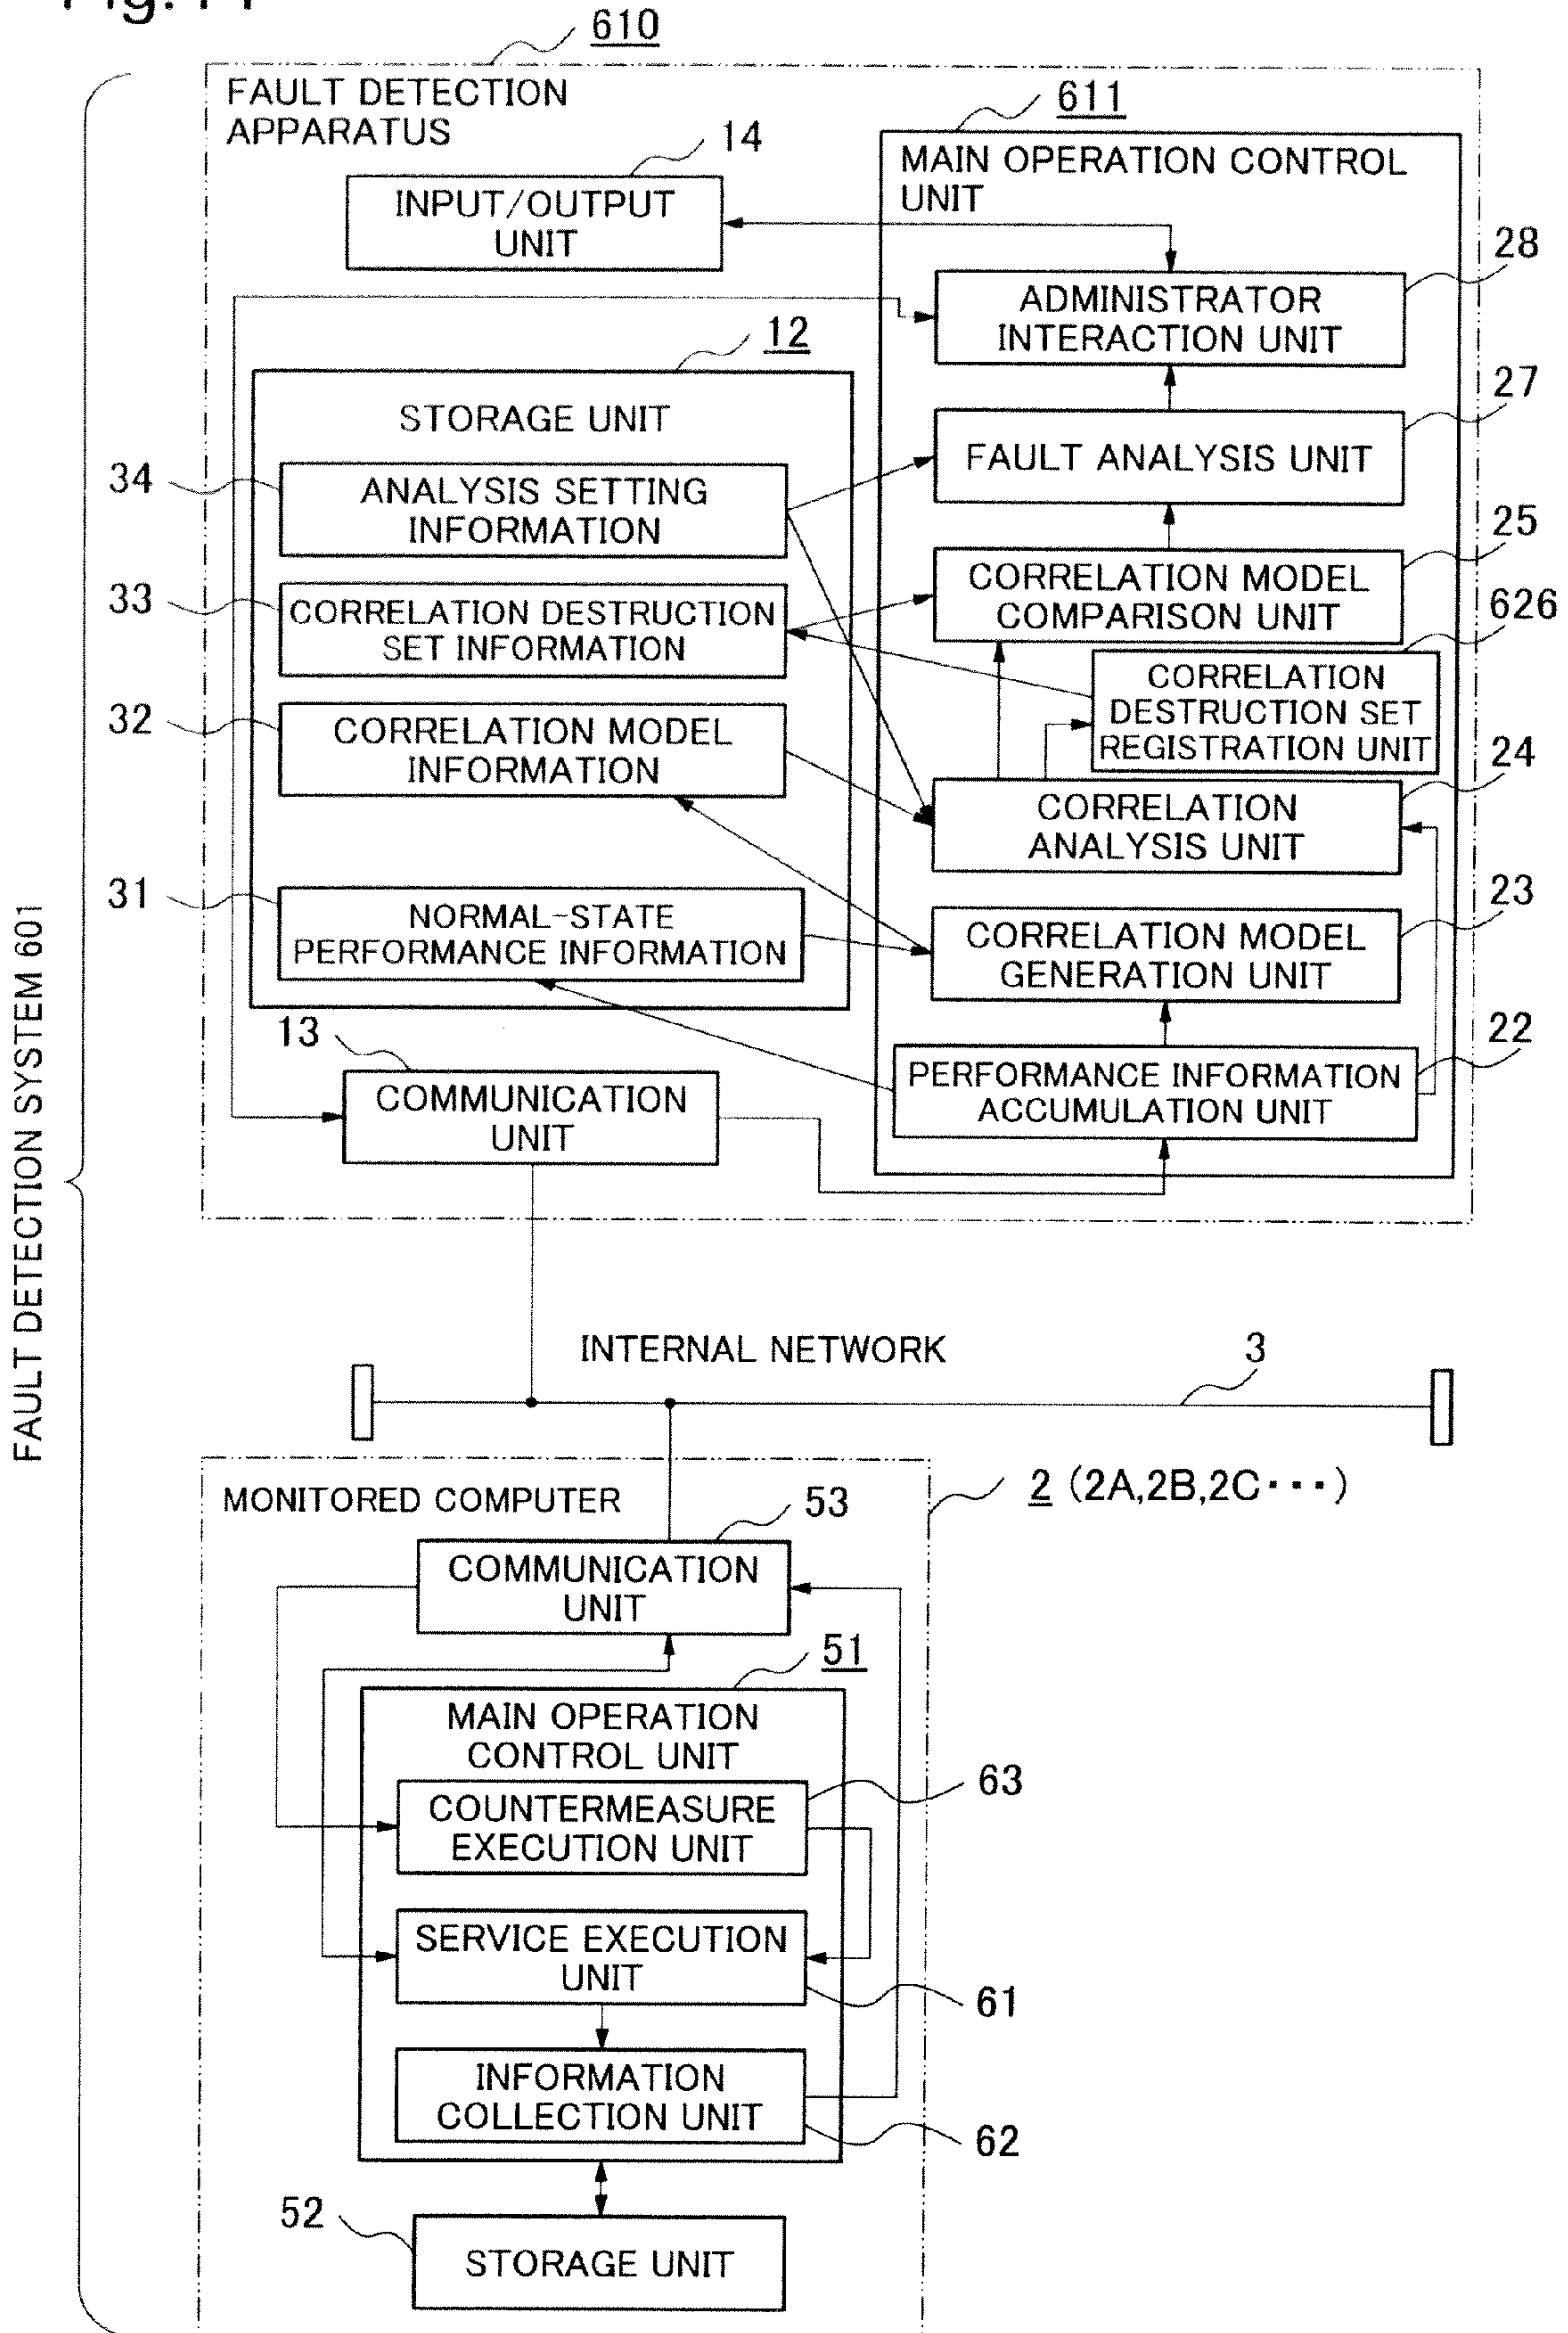 610
FAULT DETECTION
APPARATUS
611
14
MAIN OPERATION CONTROL
UNIT
INPUT/OUTPUT
UNIT
28
ADMINISTRATOR
INTERACTION UNIT
12
27
STORAGE UNIT
FAULT ANALYSIS UNIT
34
ANALYSIS SETTING
INFORMATION
25
CORRELATION MODEL
COMPARISON UNIT
33
CORRELATION DESTRUCTION
SET INFORMATION
626
CORRELATION
DESTRUCTION SET
REGISTRATION UNIT
32
CORRELATION MODEL
INFORMATION
24
CORRELATION
ANALYSIS UNIT
31
NORMAL-STATE
PERFORMANCE INFORMATION
23
CORRELATION MODEL
GENERATION UNIT
13
22
COMMUNICATION
UNIT
PERFORMANCE INFORMATION
ACCUMULATION UNIT
FAULT DETECTION SYSTEM 601
INTERNAL NETWORK
3
MONITORED COMPUTER
2 (2A,2B,2C・・・)
53
COMMUNICATION
UNIT
51
MAIN OPERATION
CONTROL UNIT
63
COUNTERMEASURE
EXECUTION UNIT
SERVICE EXECUTION
UNIT
61
INFORMATION
COLLECTION UNIT
62
52
STORAGE UNIT